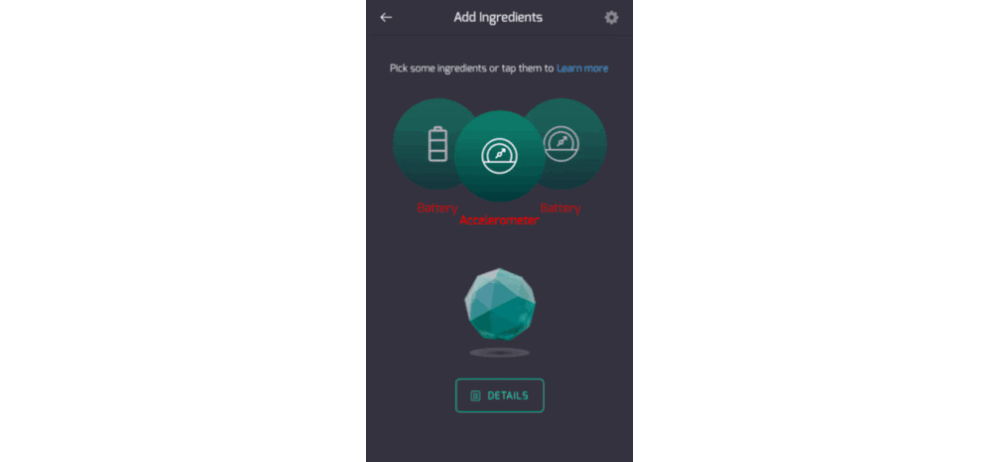 Add Ingredients
Pick some ingredients or tap them to Learn more
Battery
Accelerometer
Battery
DETAILS